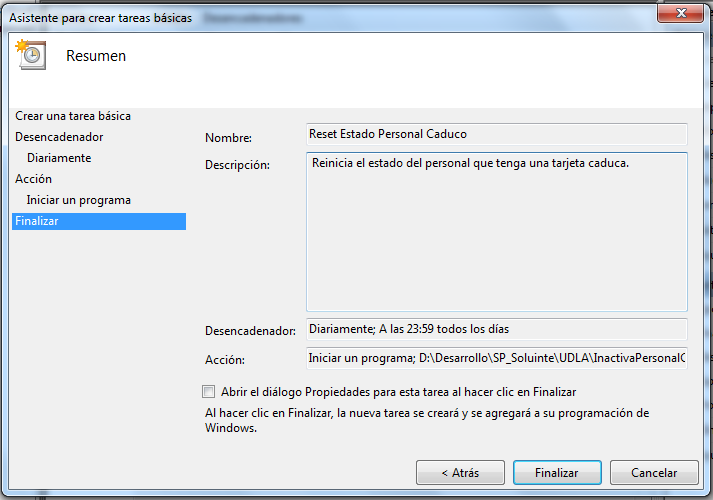 Asistente para crear tareas básicas
Resumen
Crear una tarea básica
Desencadenador
Diariamente
Acción
Iniciar un programa
Finalizar
Nombre:
Reset Estado Personal Caduco
Descripción:
Reinicia el estado del personal que tenga una tarjeta caduca.
Desencadenador:
Diariamente; A las 23:59 todos los días
Acción:
Iniciar un programa; D:\Desarrollo\SP_Soluinte\UDLA\InactivaPersonalC
Abrir el diálogo Propiedades para esta tarea al hacer clic en Finalizar
Al hacer clic en Finalizar, la nueva tarea se creará y se agregará a su programación de
Windows.
< Atrás
Finalizar
Cancelar